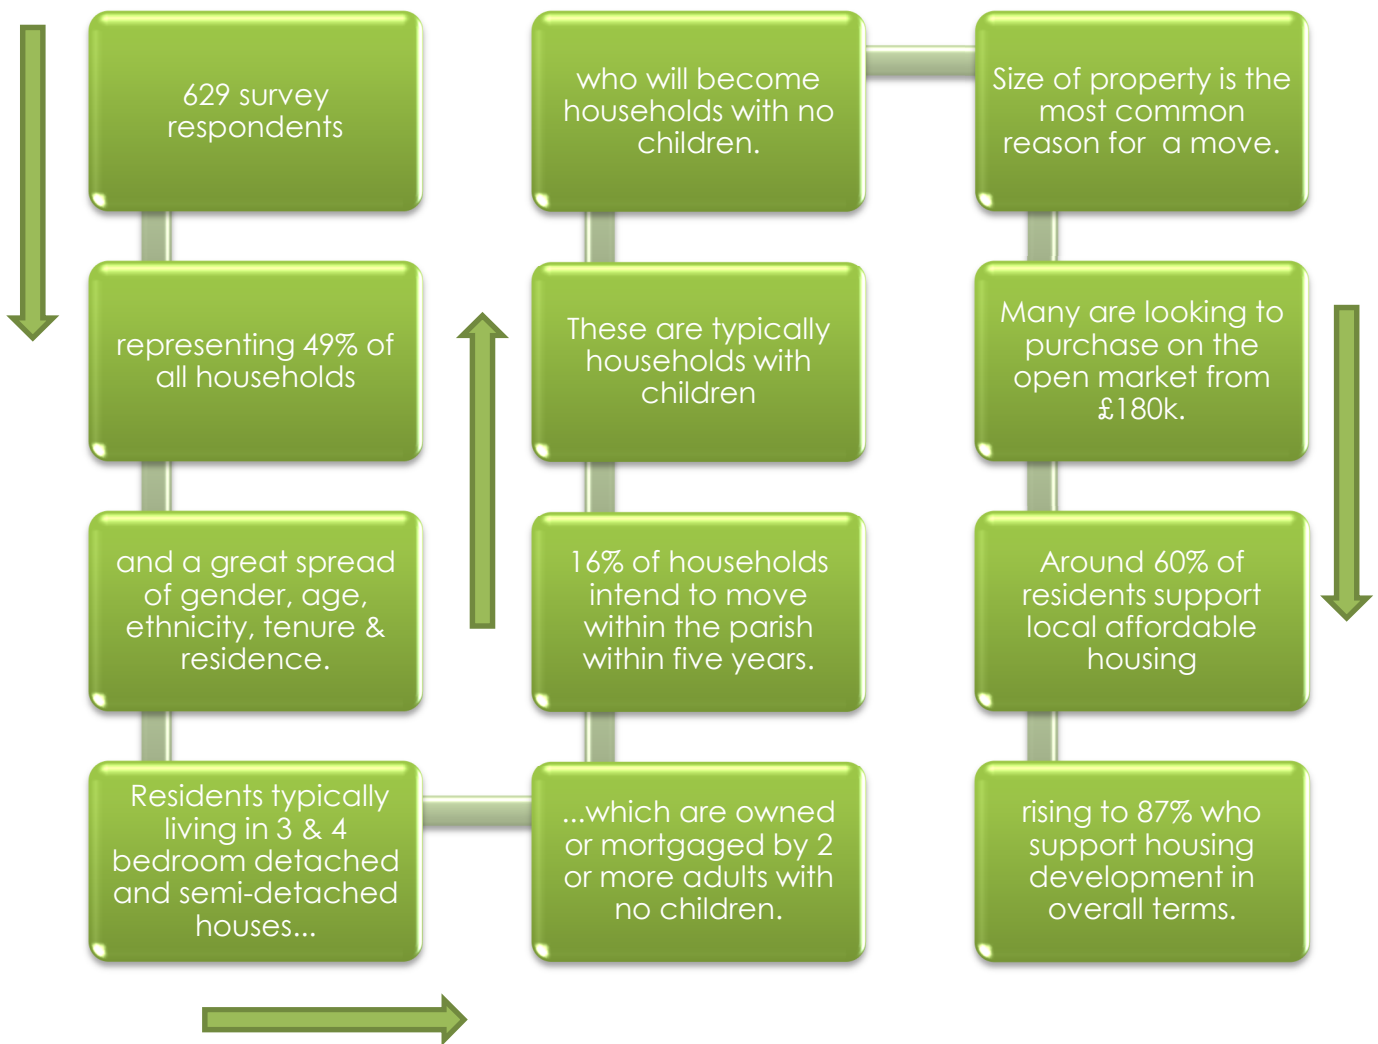 629 survey
respondents
representing 49% of
all households
and a great spread
of gender, age,
ethnicity, tenure &
residence.
Residents typically
living in 3 & 4
bedroom detached
and semi-detached
houses...
...which are owned
or mortgaged by 2
or more adults with
no children.
16% of households
intend to move
within the parish
within five years.
These are typically
households with
children
who will become
households with no
children.
Size of property is the
most common
reason for  a move.
Many are looking to
purchase on the
open market from
£180k.
Around 60% of
residents support
local affordable
housing
rising to 87% who
support housing
development in
overall terms.